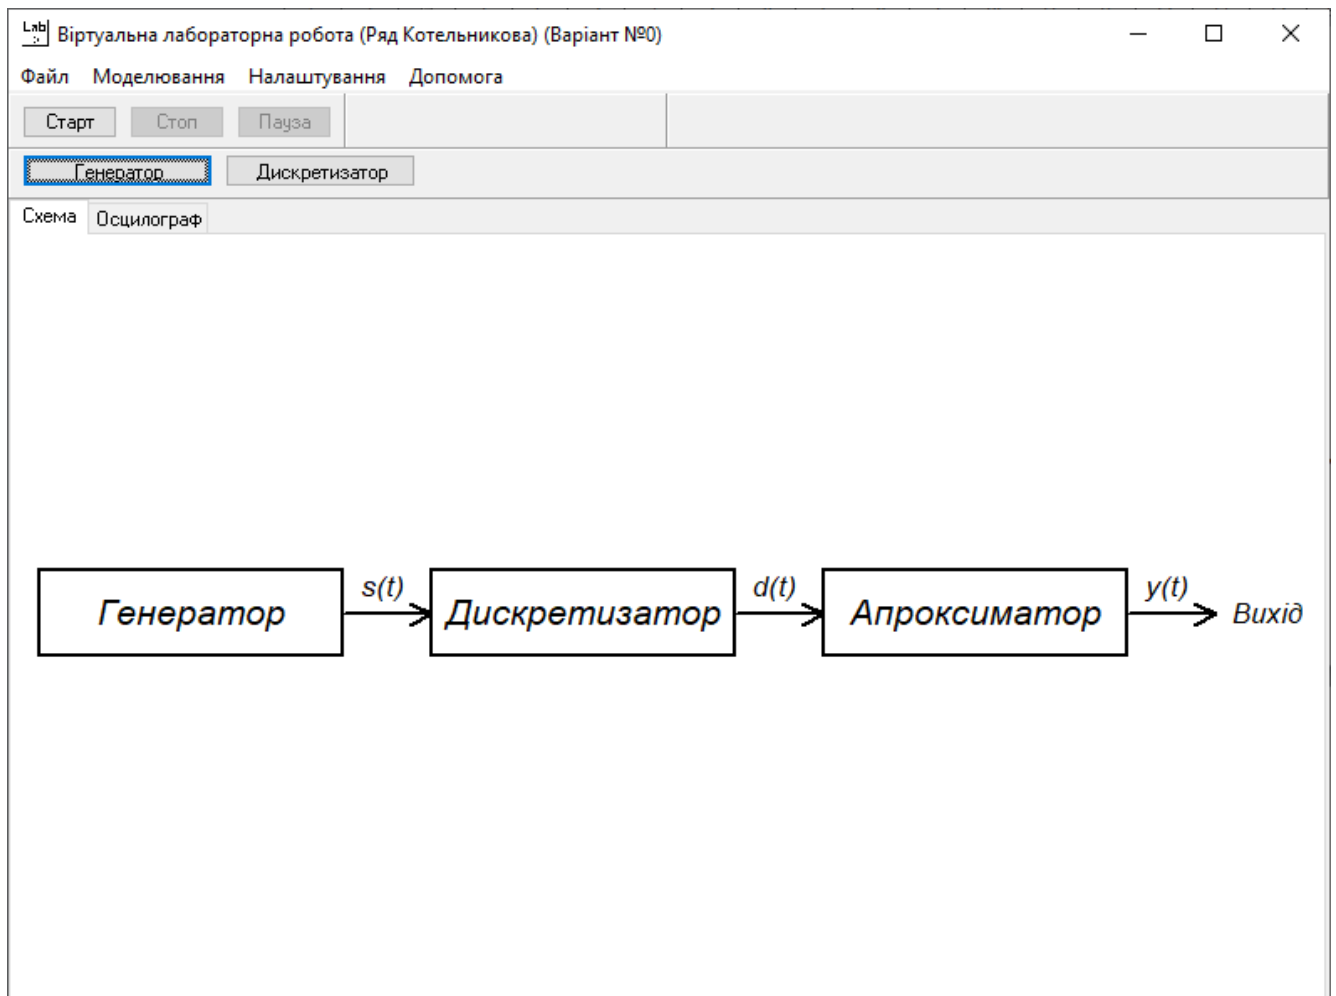 Lab
Віртуальна лабораторна робота (Ряд Котельникова) (Варіант №0)
Файл Моделювання Налаштування Допомога
Старт Стоп Пауза
Генератор Дискретизатор
Схема Осцилограф
s(t) d(t) y(t)
Генератор Дискретизатор Апроксиматор Вихід